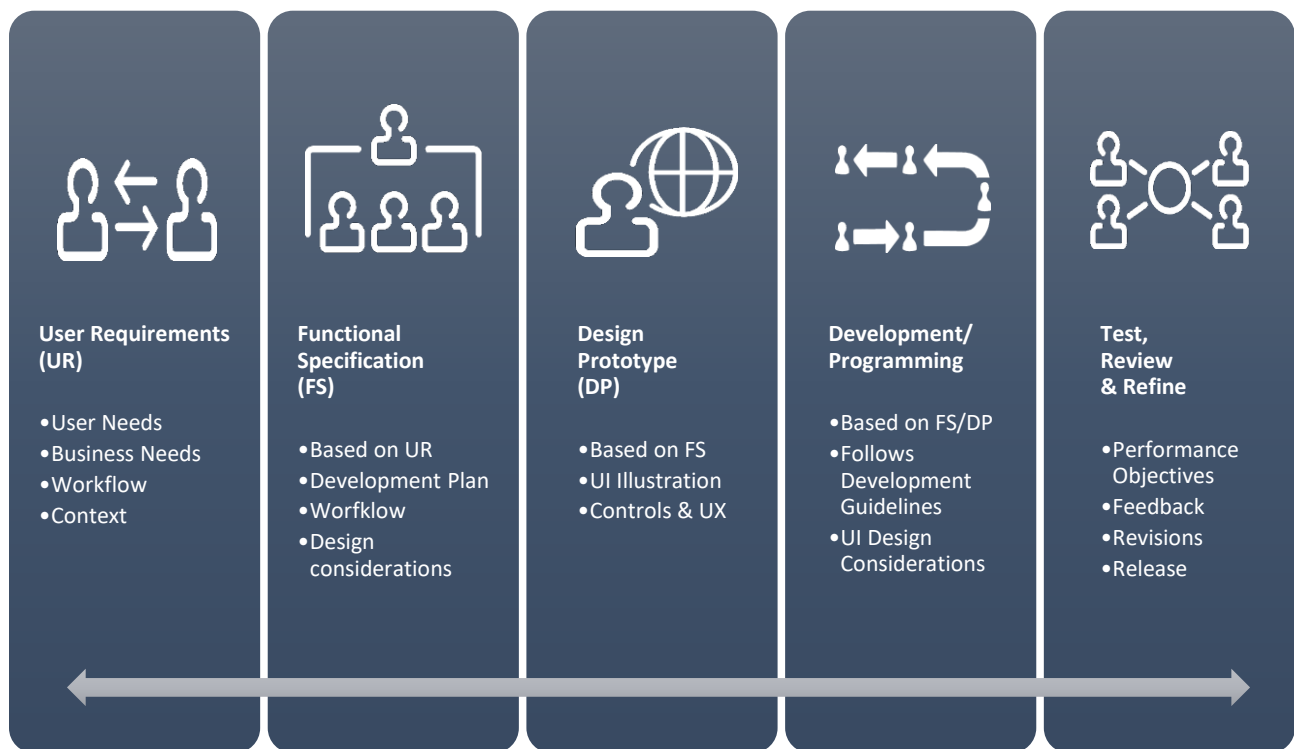 User Requirements
(UR)
•User Needs
•Business Needs
•Workflow
•Context
Functional
Specification
(FS)
•Based on UR
•Development Plan
•Worfklow
•Design
considerations
Design
Prototype
(DP)
•Based on FS
•UI Illustration
•Controls & UX
Development/
Programming
•Based on FS/DP
•Follows
Development
Guidelines
•UI Design
Considerations
Test,
Review
& Refine
•Performance
Objectives
•Feedback
•Revisions
•Release